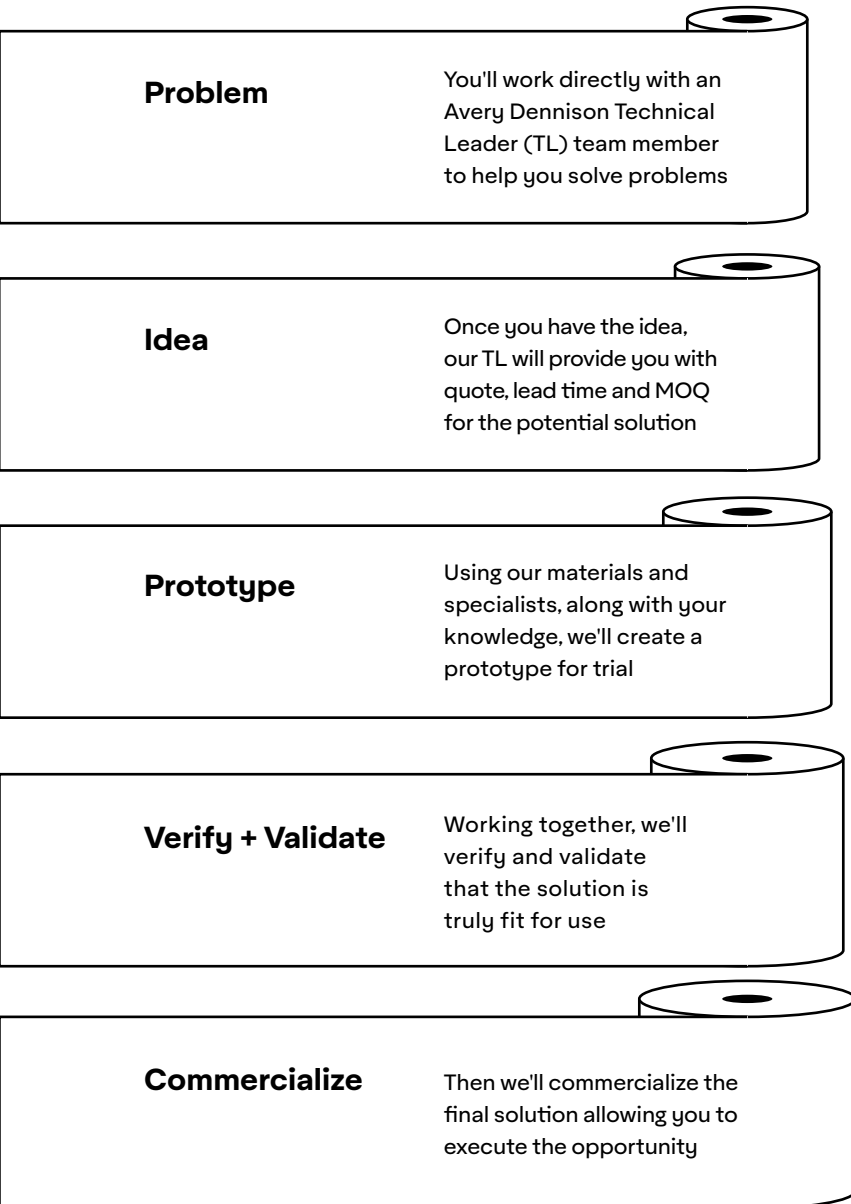 Problem
You'll work directly with an
Avery Dennison Technical
Leader (TL) team member
to help you solve problems
Idea
Once you have the idea,
our TL will provide you with
quote, lead time and MOQ
for the potential solution
Prototype
Using our materials and
specialists, along with your
knowledge, we'll create a
prototype for trial
Verify + Validate
Working together, we'll
verify and validate
that the solution is
truly fit for use
Commercialize
Then we'll commercialize the
final solution allowing you to
execute the opportunity